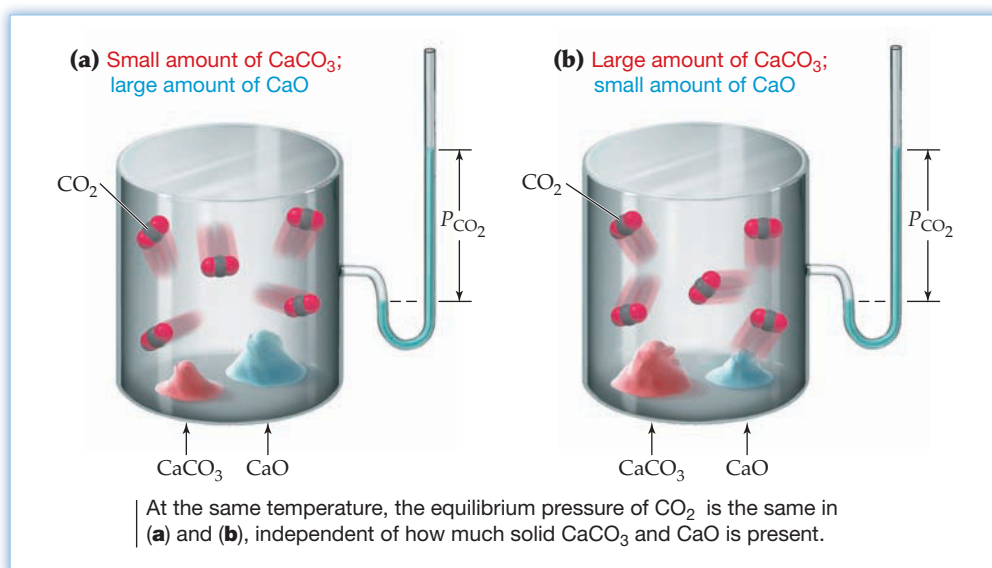 (a) Small amount of CaCO₃;
large amount of CaO
CO₂
P_CO₂
CaCO₃ CaO
(b) Large amount of CaCO₃;
small amount of CaO
CO₂
P_CO₂
CaCO₃ CaO
At the same temperature, the equilibrium pressure of CO₂ is the same in
(a) and (b), independent of how much solid CaCO₃ and CaO is present.